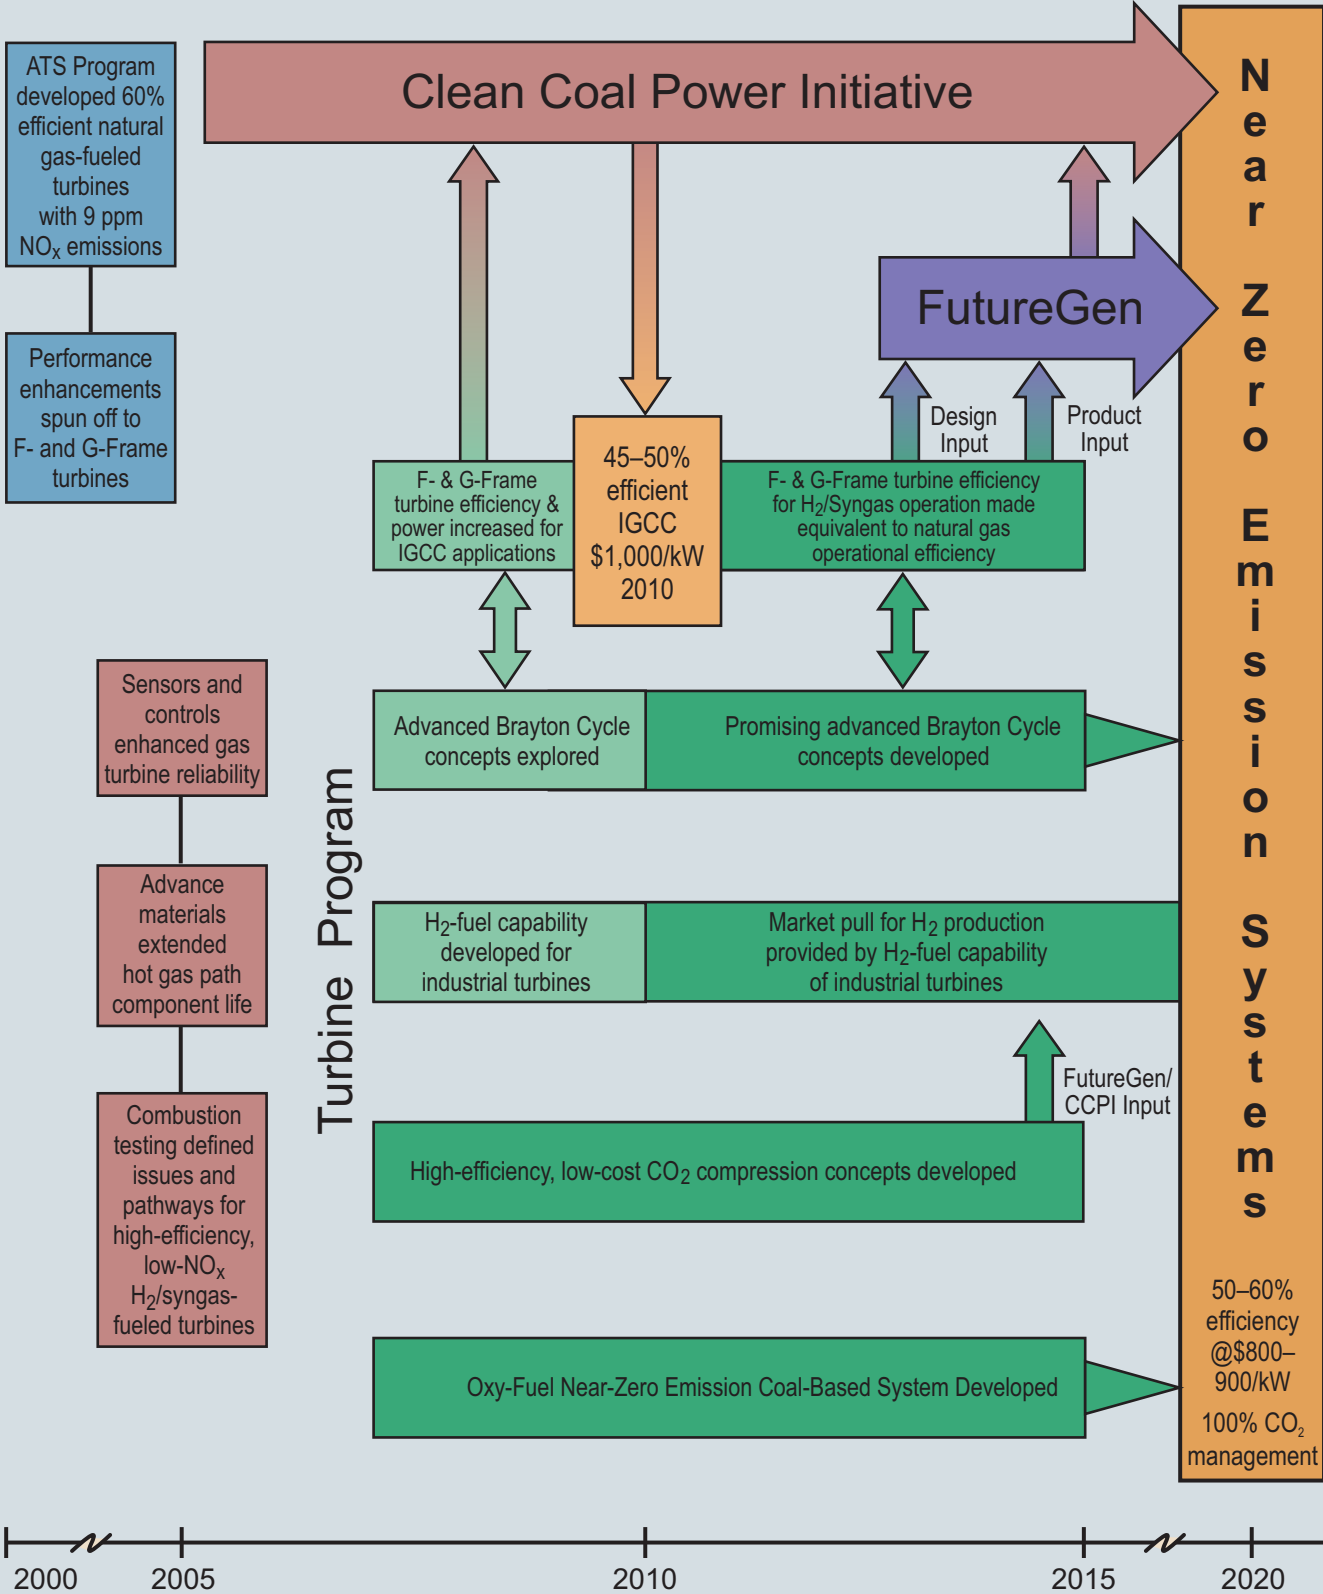 ATS Program
developed 60%
efficient natural
gas-fueled
turbines
with 9 ppm
NOx emissions
Performance
enhancements
spun off to
F- and G-Frame
turbines
Clean Coal Power Initiative
FutureGen
Design
Input
Product
Input
F- & G-Frame
turbine efficiency &
power increased for
IGCC applications
45–50%
efficient
IGCC
$1,000/kW
2010
F- & G-Frame turbine efficiency
for H2/Syngas operation made
equivalent to natural gas
operational efficiency
Sensors and
controls
enhanced gas
turbine reliability
Advance
materials
extended
hot gas path
component life
Combustion
testing defined
issues and
pathways for
high-efficiency,
low-NOx
H2/syngas-
fueled turbines
Turbine Program
Advanced Brayton Cycle
concepts explored
Promising advanced Brayton Cycle
concepts developed
H2-fuel capability
developed for
industrial turbines
Market pull for H2 production
provided by H2-fuel capability
of industrial turbines
FutureGen/
CCPI Input
High-efficiency, low-cost CO2 compression concepts developed
Oxy-Fuel Near-Zero Emission Coal-Based System Developed
Near Zero Emission Systems
50–60%
efficiency
@$800–
900/kW
100% CO2
management
2000 2005 2010 2015 2020